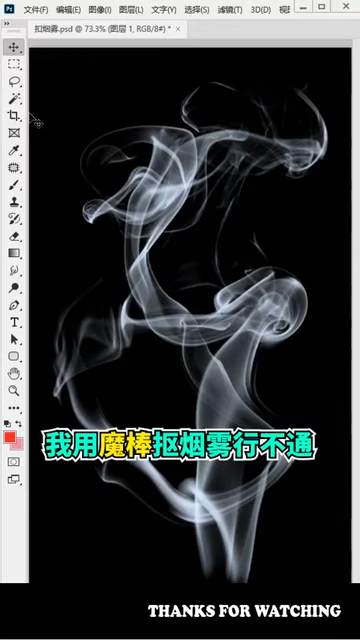 Ps 文件(F) 编辑(E) 图像(I) 图层(L) 文字(Y) 选择(S) 滤镜(T) 3D(D)
扣烟雾.psd @ 73.3% (图层 1, RGB/8#) * ×
我用魔棒抠烟雾行不通
THANKS FOR WATCHING